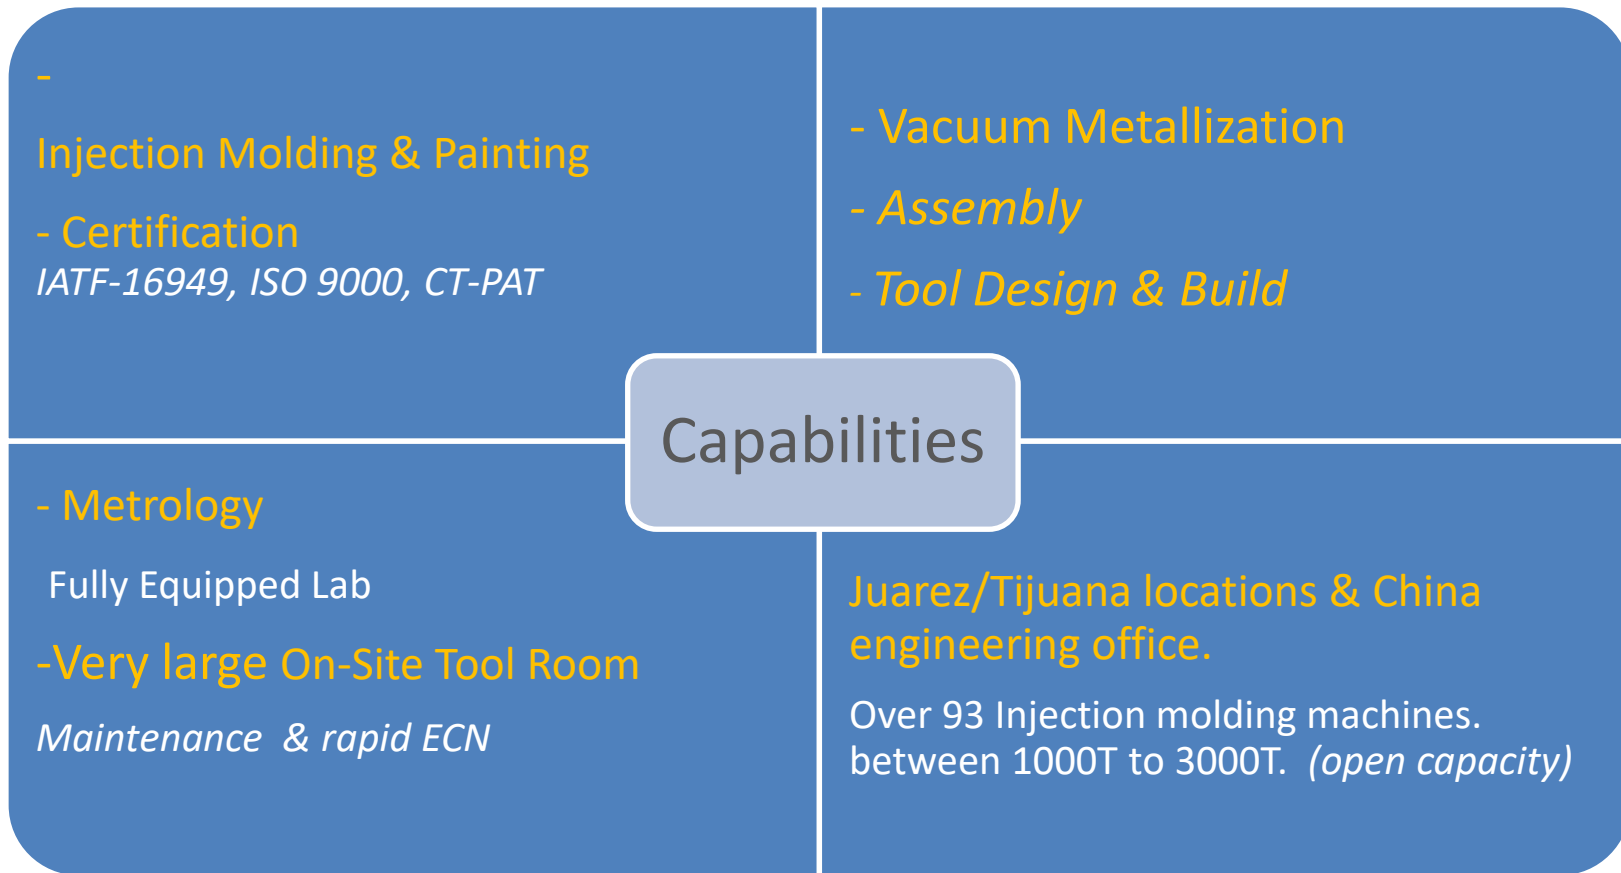 -
Injection Molding & Painting
- Certification
IATF-16949, ISO 9000, CT-PAT
- Vacuum Metallization
- Assembly
- Tool Design & Build
Capabilities
- Metrology
Fully Equipped Lab
-Very large On-Site Tool Room
Maintenance & rapid ECN
Juarez/Tijuana locations & China
engineering office.
Over 93 Injection molding machines.
between 1000T to 3000T. (open capacity)